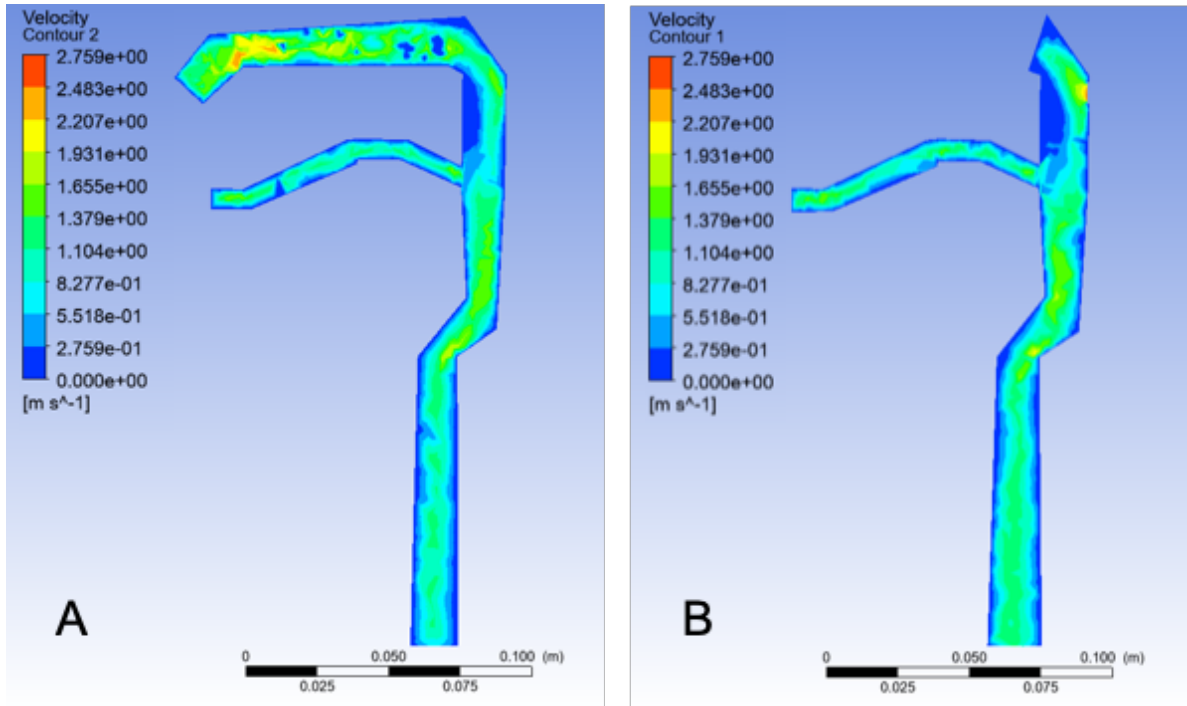 Velocity
Contour 2
2.759e+00
2.483e+00
2.207e+00
1.931e+00
1.655e+00
1.379e+00
1.104e+00
8.277e-01
5.518e-01
2.759e-01
0.000e+00
[m s^-1]
A
0 0.050 0.100 (m)
0.025 0.075
Velocity
Contour 1
2.759e+00
2.483e+00
2.207e+00
1.931e+00
1.655e+00
1.379e+00
1.104e+00
8.277e-01
5.518e-01
2.759e-01
0.000e+00
[m s^-1]
B
0 0.050 0.100 (m)
0.025 0.075